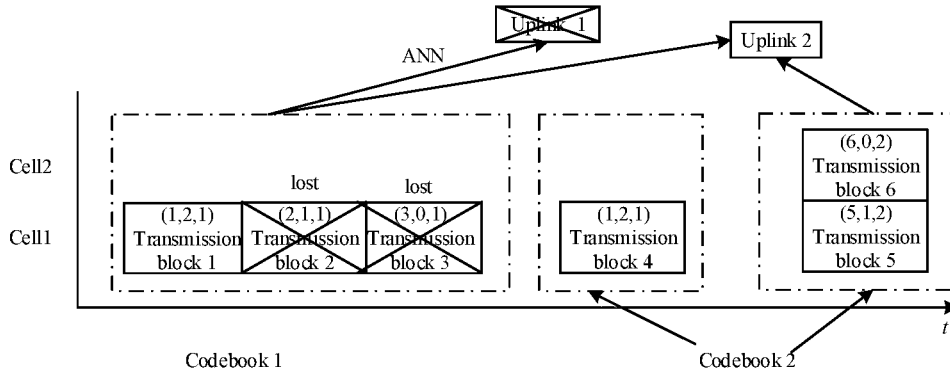 Uplink 1
ANN
Uplink 2
Cell2
(6,0,2)
Transmission
block 6
lost
lost
Cell1
(1,2,1)
Transmission
block 1
(2,1,1)
Transmission
block 2
(3,0,1)
Transmission
block 3
(1,2,1)
Transmission
block 4
(5,1,2)
Transmission
block 5
t
Codebook 1
Codebook 2